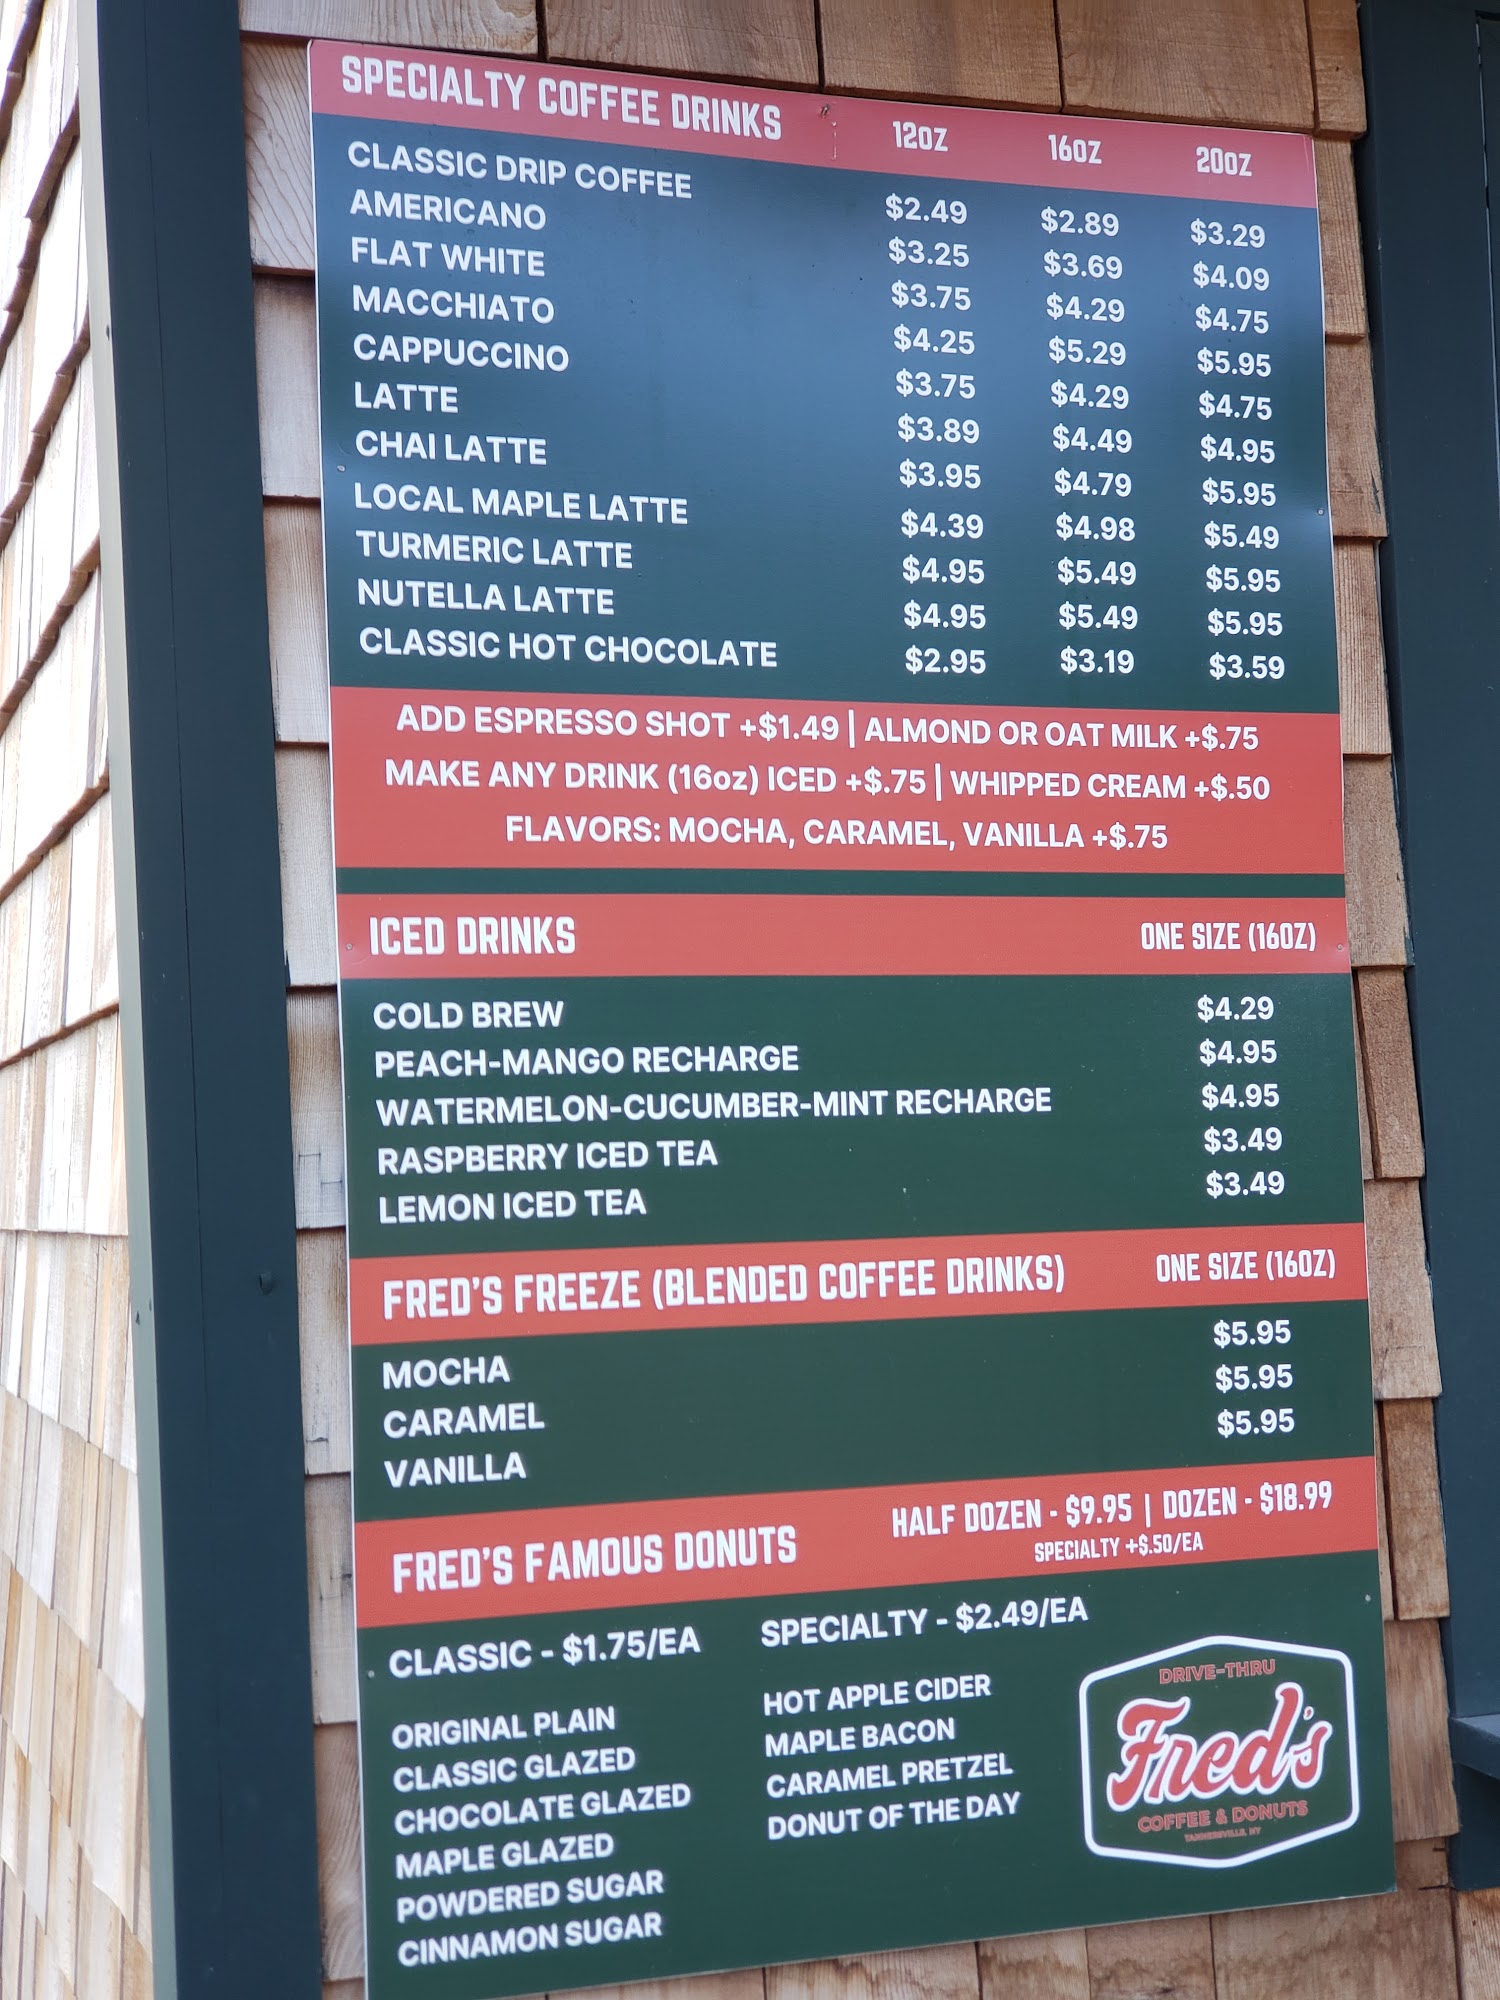 SPECIALTY COFFEE DRINKS 12OZ 16OZ 20OZ
CLASSIC DRIP COFFEE $2.49 $2.89 $3.29
AMERICANO $3.25 $3.69 $4.09
FLAT WHITE $3.75 $4.29 $4.75
MACCHIATO $4.25 $5.29 $5.95
CAPPUCCINO $3.75 $4.29 $4.75
LATTE $3.89 $4.49 $4.95
CHAI LATTE $3.95 $4.79 $5.95
LOCAL MAPLE LATTE $4.39 $4.98 $5.49
TURMERIC LATTE $4.95 $5.49 $5.95
NUTELLA LATTE $4.95 $5.49 $5.95
CLASSIC HOT CHOCOLATE $2.95 $3.19 $3.59
ADD ESPRESSO SHOT +$1.49 | ALMOND OR OAT MILK +$.75
MAKE ANY DRINK (16oz) ICED +$.75 | WHIPPED CREAM +$.50
FLAVORS: MOCHA, CARAMEL, VANILLA +$.75
ICED DRINKS ONE SIZE (16OZ)
COLD BREW $4.29
PEACH-MANGO RECHARGE $4.95
WATERMELON-CUCUMBER-MINT RECHARGE $4.95
RASPBERRY ICED TEA $3.49
LEMON ICED TEA $3.49
FRED'S FREEZE (BLENDED COFFEE DRINKS) ONE SIZE (16OZ)
MOCHA $5.95
CARAMEL $5.95
VANILLA $5.95
FRED'S FAMOUS DONUTS HALF DOZEN - $9.95 | DOZEN - $18.99
SPECIALTY +$.50/EA
CLASSIC - $1.75/EA
ORIGINAL PLAIN
CLASSIC GLAZED
CHOCOLATE GLAZED
MAPLE GLAZED
POWDERED SUGAR
CINNAMON SUGAR
SPECIALTY - $2.49/EA
HOT APPLE CIDER
MAPLE BACON
CARAMEL PRETZEL
DONUT OF THE DAY
DRIVE-THRU
Fred's
COFFEE & DONUTS
TANNERSVILLE, NY